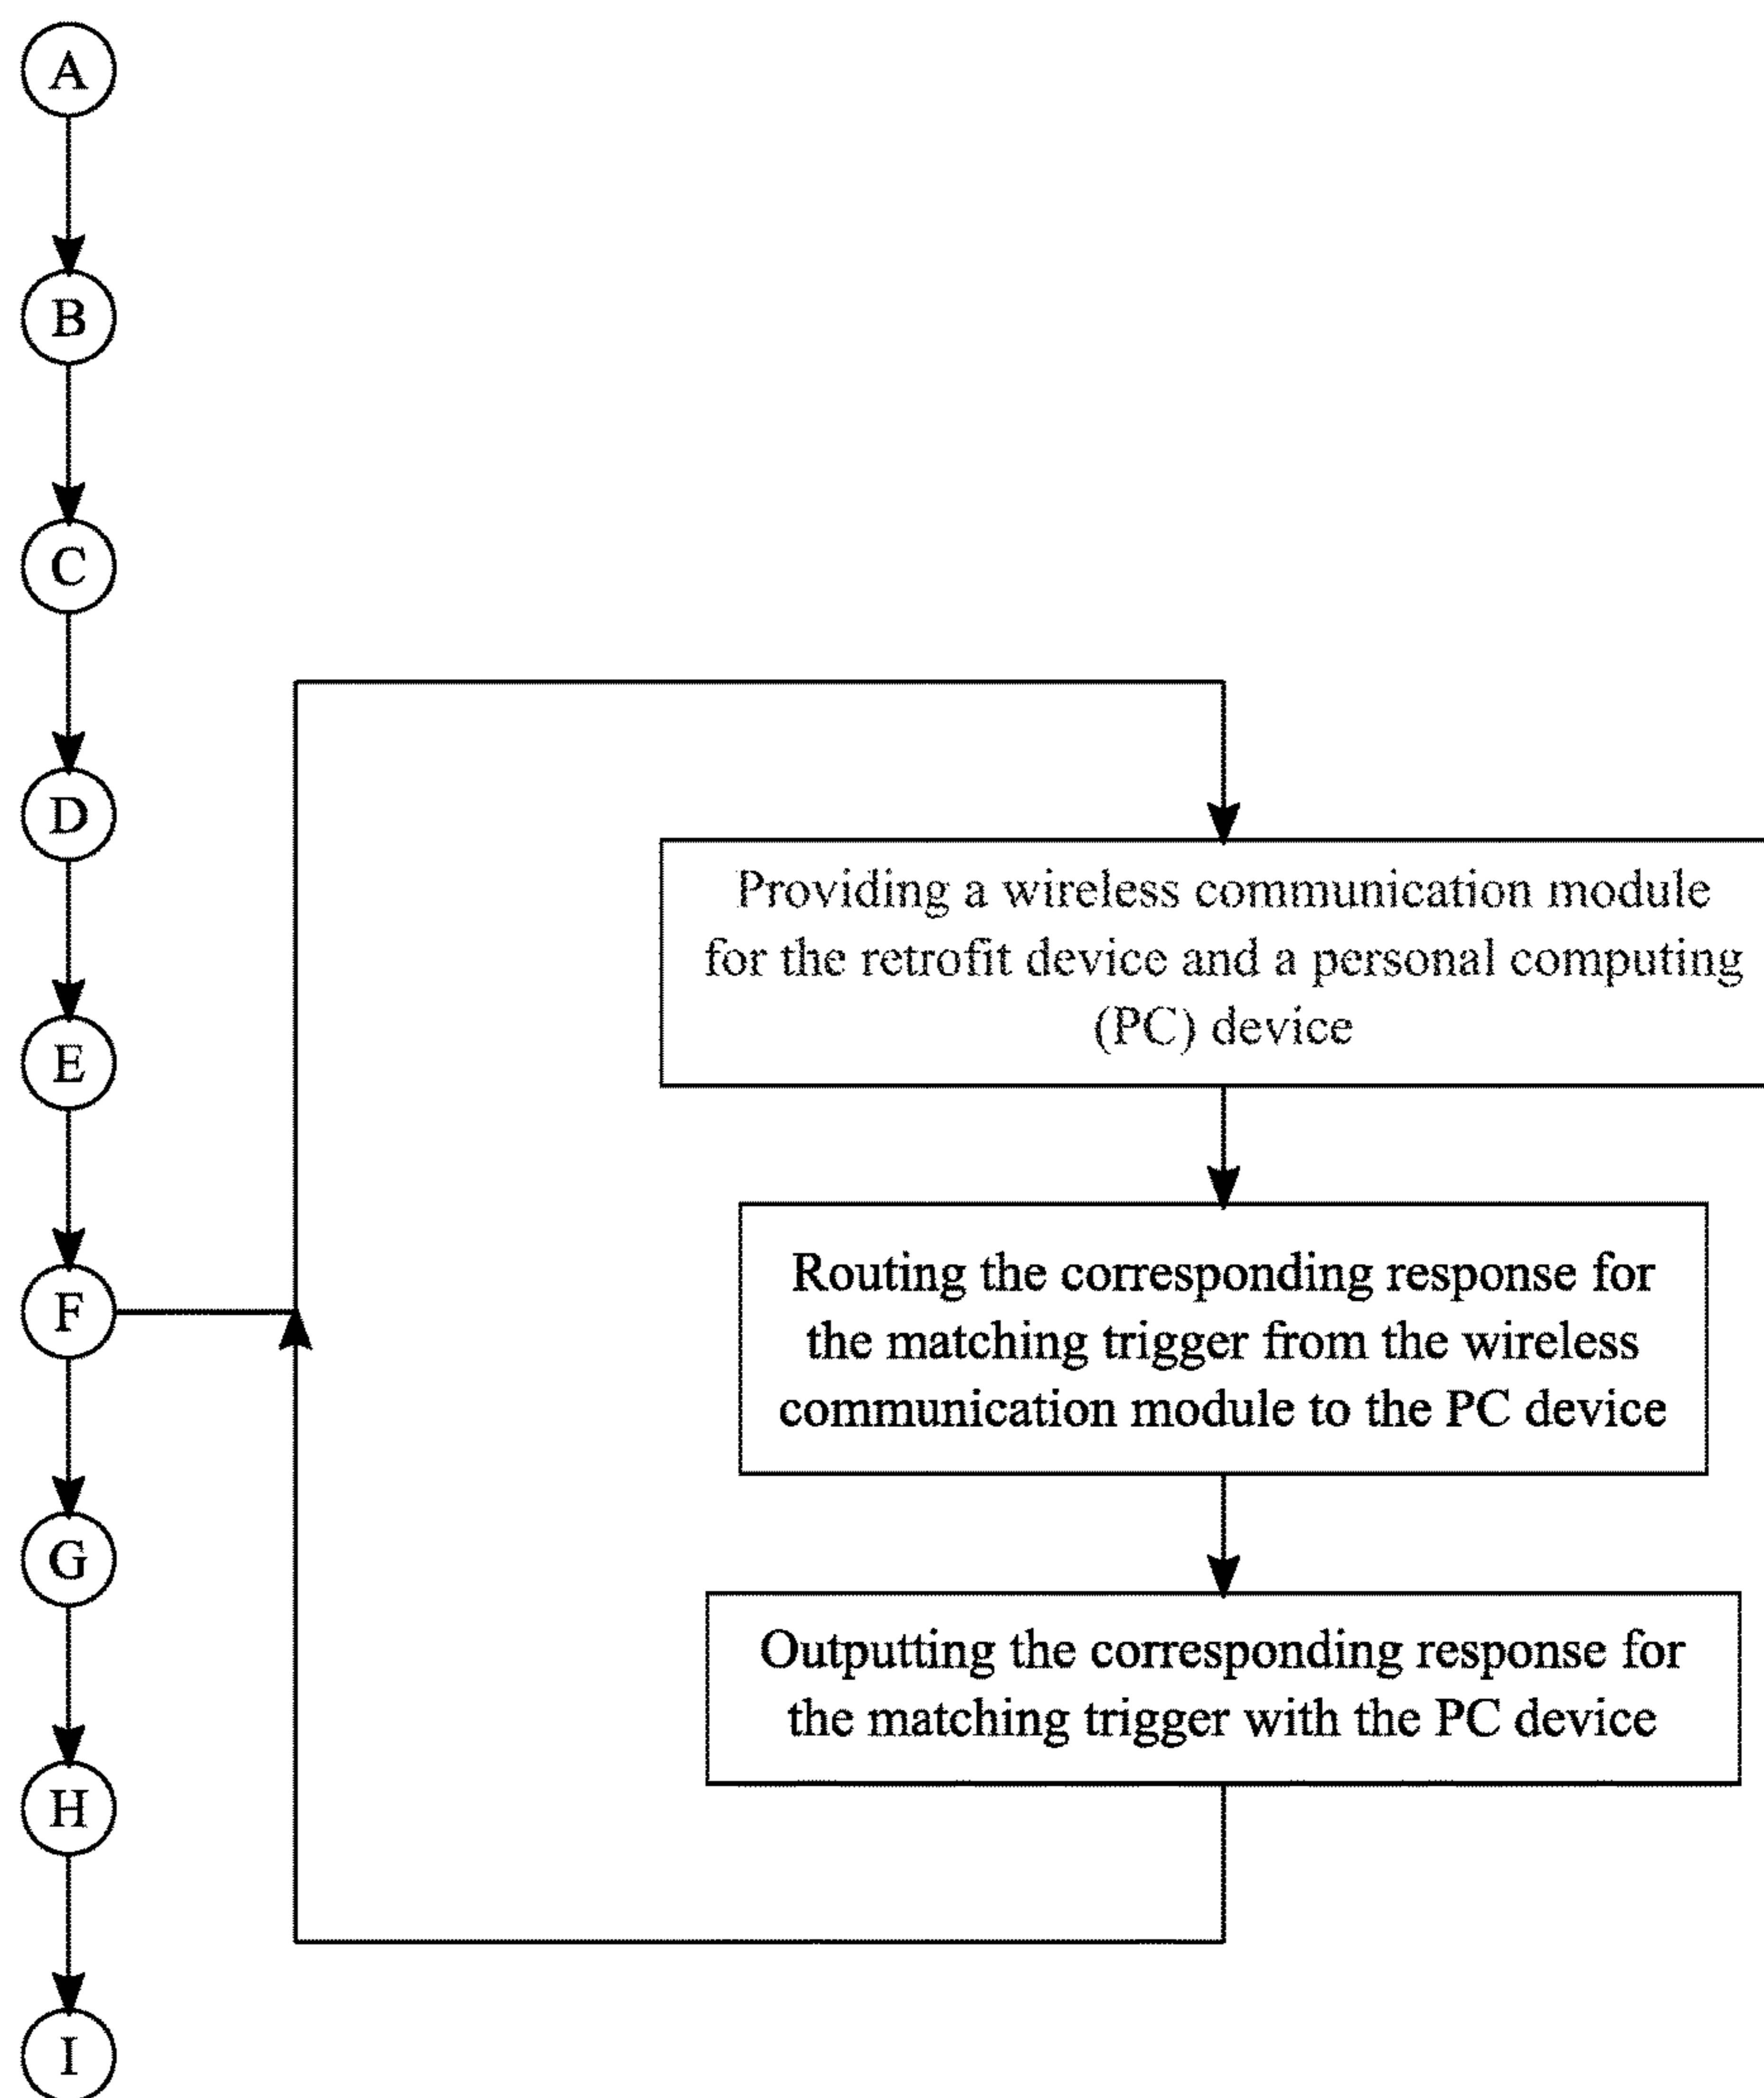 A
B
C
D
E
F
G
H
I
Providing a wireless communication module
for the retrofit device and a personal computing
(PC) device
Routing the corresponding response for
the matching trigger from the wireless
communication module to the PC device
Outputting the corresponding response for
the matching trigger with the PC device